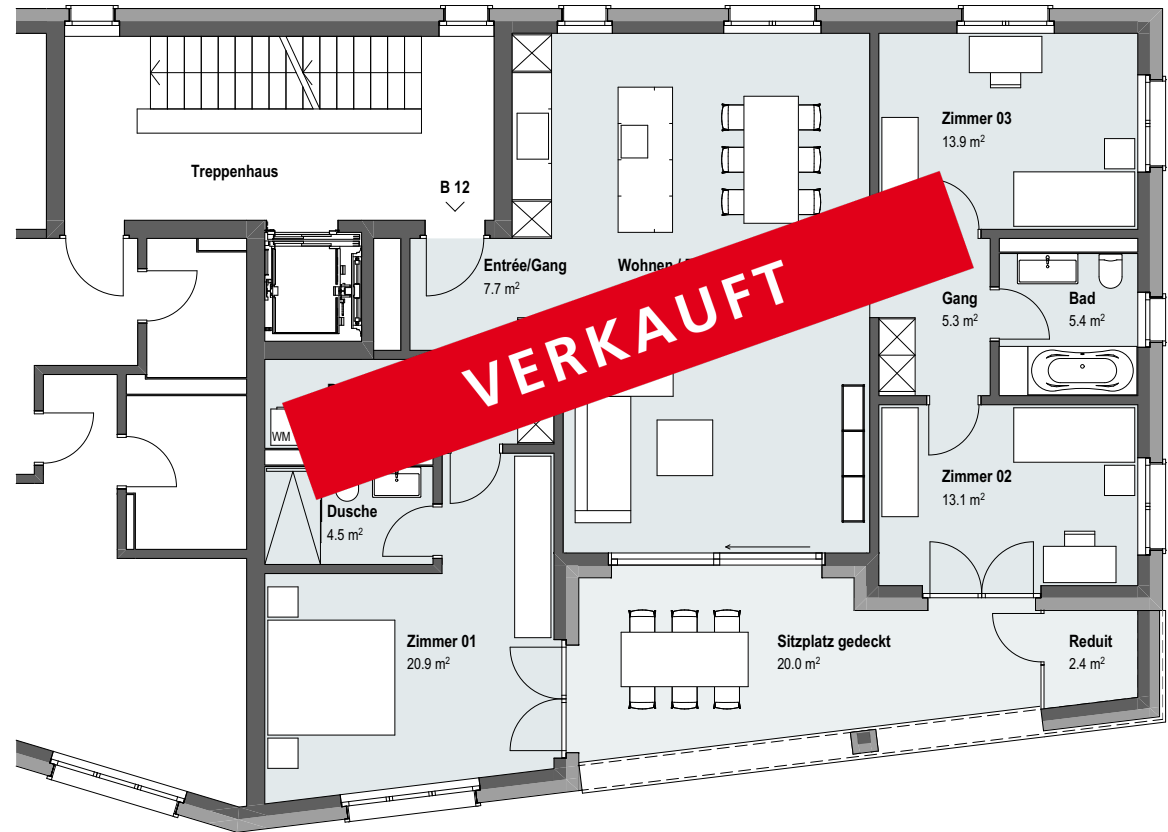 Treppenhaus
B 12
Zimmer 03
13.9 m²
Entrée/Gang
7.7 m²
Wohnen /
Gang
5.3 m²
Bad
5.4 m²
VERKAUFT
WM
Dusche
4.5 m²
Zimmer 02
13.1 m²
Zimmer 01
20.9 m²
Sitzplatz gedeckt
20.0 m²
Reduit
2.4 m²